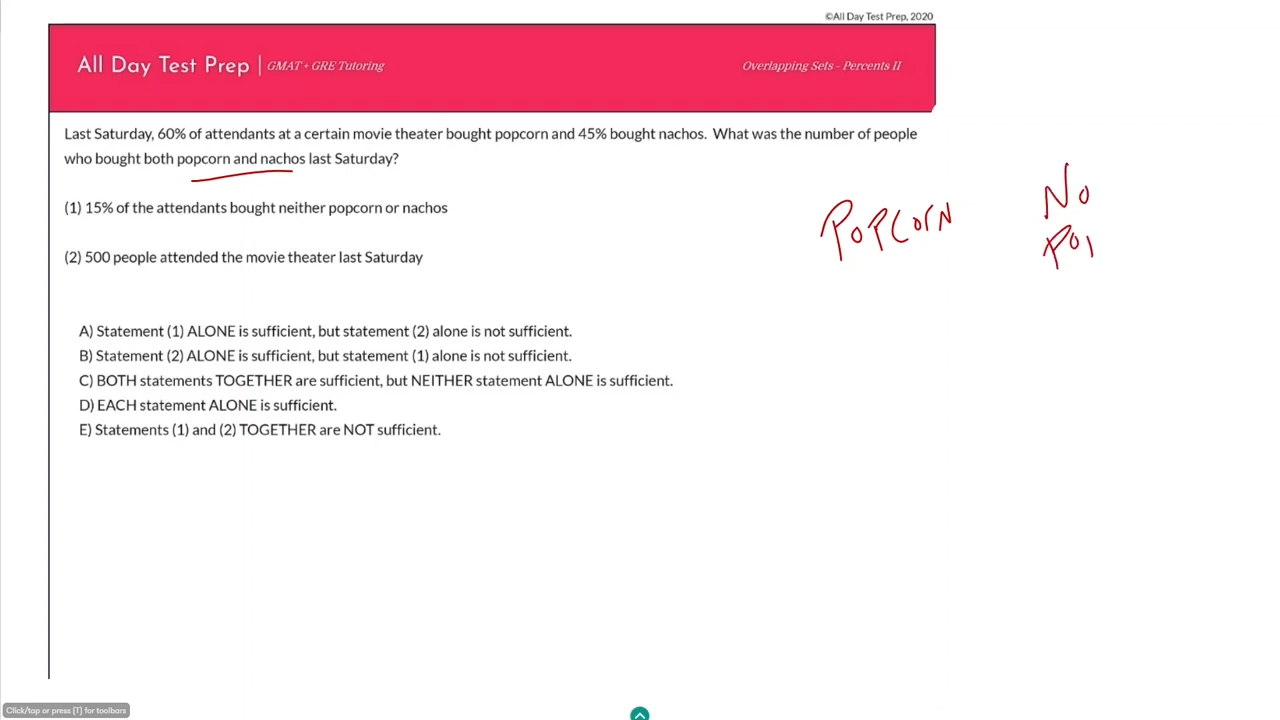 ©All Day Test Prep, 2020
All Day Test Prep | GMAT + GRE Tutoring
Overlapping Sets - Percents II
Last Saturday, 60% of attendants at a certain movie theater bought popcorn and 45% bought nachos. What was the number of people
who bought both popcorn and nachos last Saturday?
(1) 15% of the attendants bought neither popcorn or nachos
(2) 500 people attended the movie theater last Saturday
POPCORN
No
Pop
A) Statement (1) ALONE is sufficient, but statement (2) alone is not sufficient.
B) Statement (2) ALONE is sufficient, but statement (1) alone is not sufficient.
C) BOTH statements TOGETHER are sufficient, but NEITHER statement ALONE is sufficient.
D) EACH statement ALONE is sufficient.
E) Statements (1) and (2) TOGETHER are NOT sufficient.
Click/tap or press [T] for toolbars